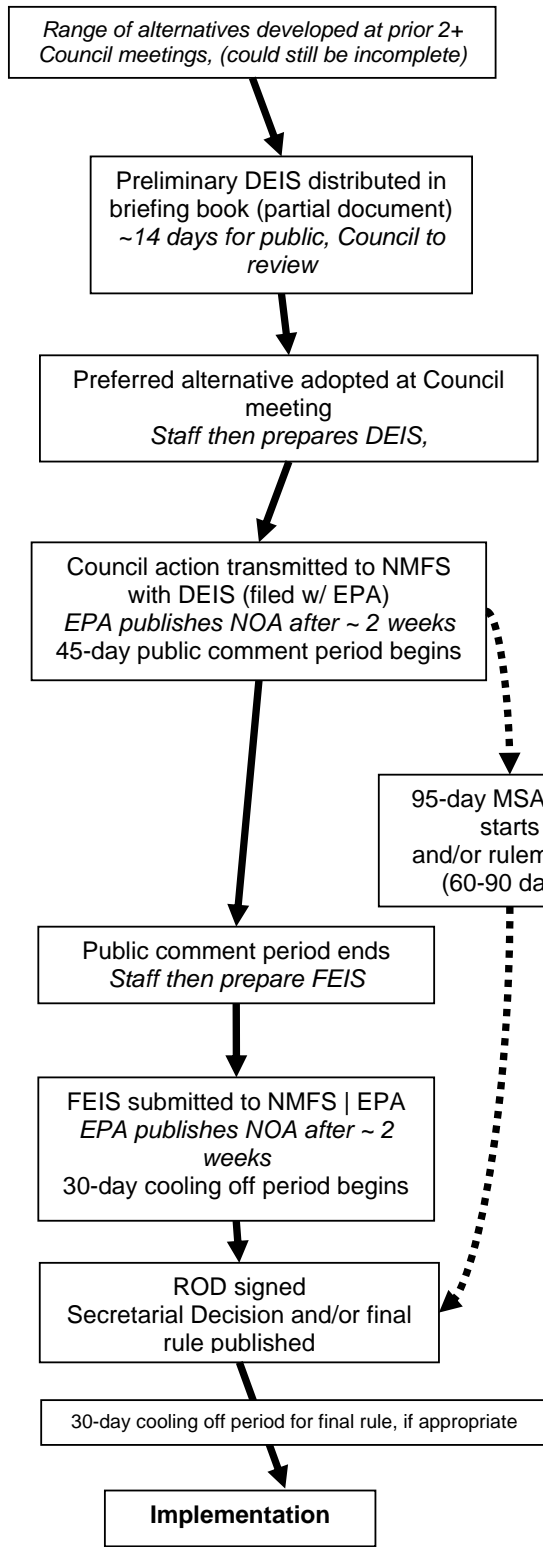 Range of alternatives developed at prior 2+
Council meetings, (could still be incomplete)
Preliminary DEIS distributed in
briefing book (partial document)
~14 days for public, Council to
review
Preferred alternative adopted at Council
meeting
Staff then prepares DEIS,
Council action transmitted to NMFS
with DEIS (filed w/ EPA)
EPA publishes NOA after ~ 2 weeks
45-day public comment period begins
95-day MSA
starts
and/or
(60-90
Public comment period ends
Staff then prepare FEIS
FEIS submitted to NMFS | EPA
EPA publishes NOA after ~ 2
weeks
30-day cooling off period begins
ROD signed
Secretarial Decision and/or final
rule published
30-day cooling off period for final rule, if appropriate
Implementation